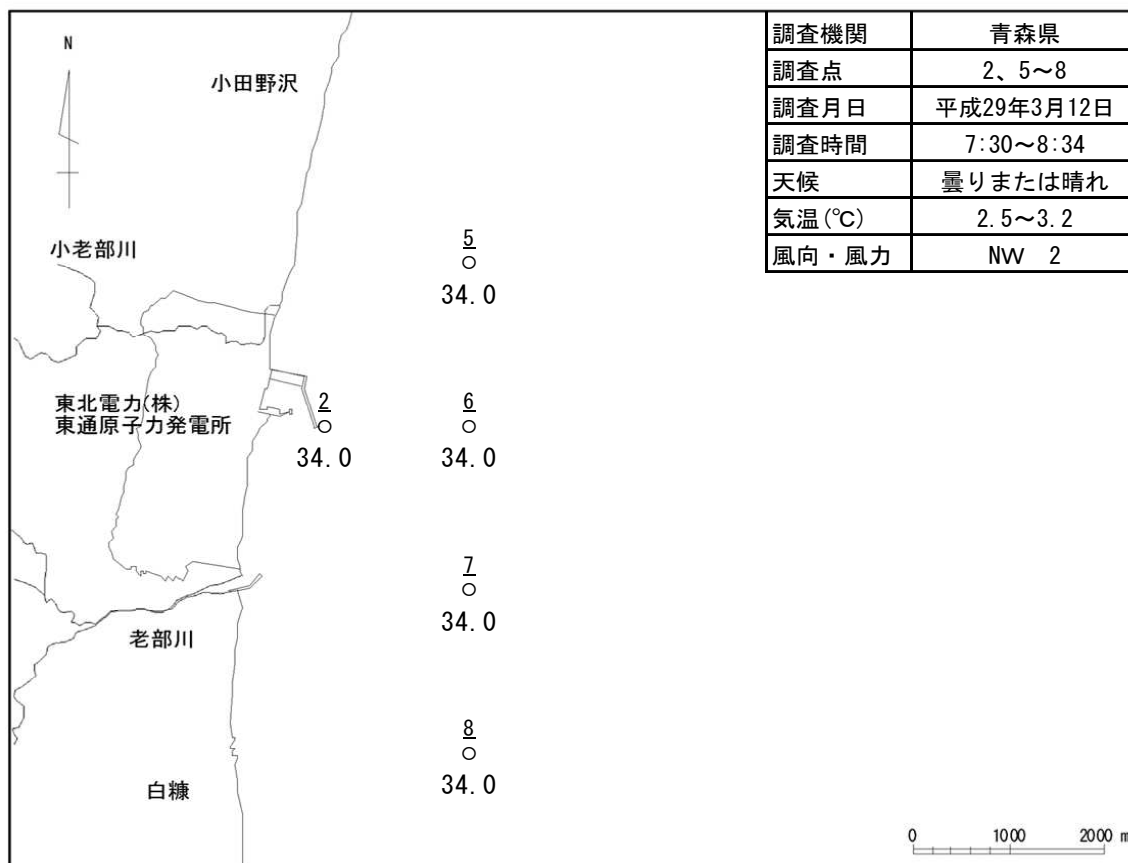 調査機関 青森県
調査点 2、5～8
調査月日 平成29年3月12日
調査時間 7:30～8:34
天候 曇りまたは晴れ
気温(℃) 2.5～3.2
風向・風力 NW 2
N
小田野沢
小老部川
5
34.0
東北電力(株)
東通原子力発電所
2
34.0
6
34.0
7
34.0
老部川
8
34.0
白糠
0 1000 2000 m